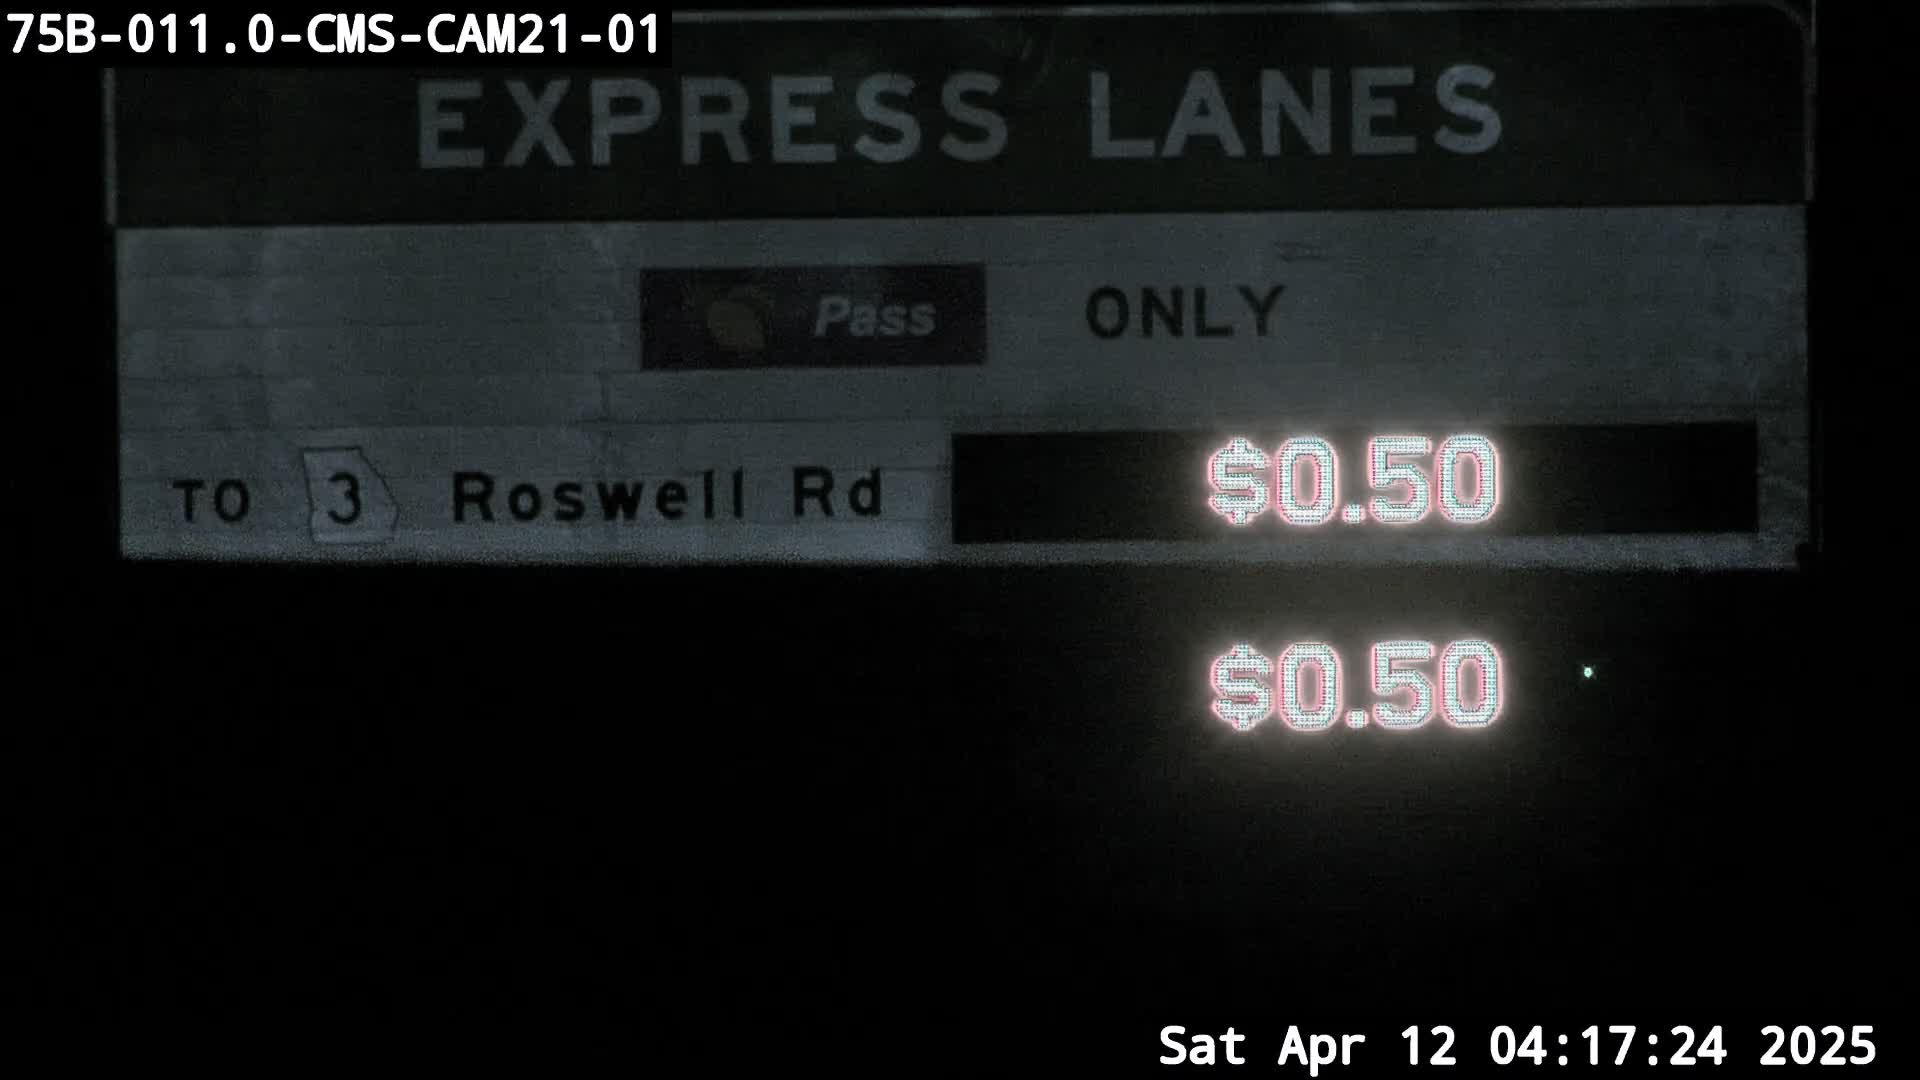 75B-011.0-CMS-CAM21-01
EXPRESS LANES
Pass ONLY
TO 3 Roswell Rd $0.50
$0.50
Sat Apr 12 04:17:24 2025